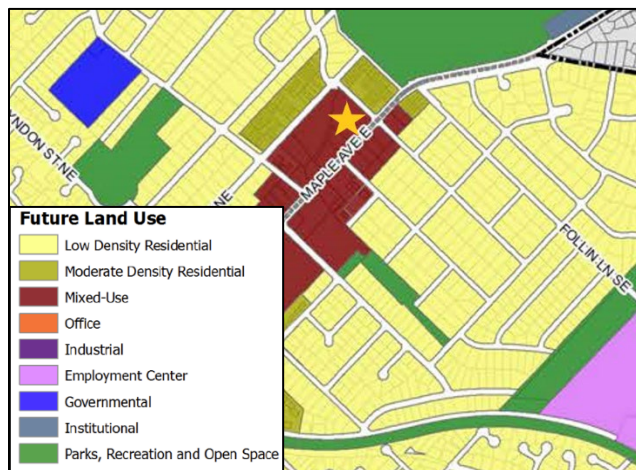 YNDON ST NE
NE
MAPLE AVE E
FOLLIN LN SE
Future Land Use
Low Density Residential
Moderate Density Residential
Mixed-Use
Office
Industrial
Employment Center
Governmental
Institutional
Parks, Recreation and Open Space